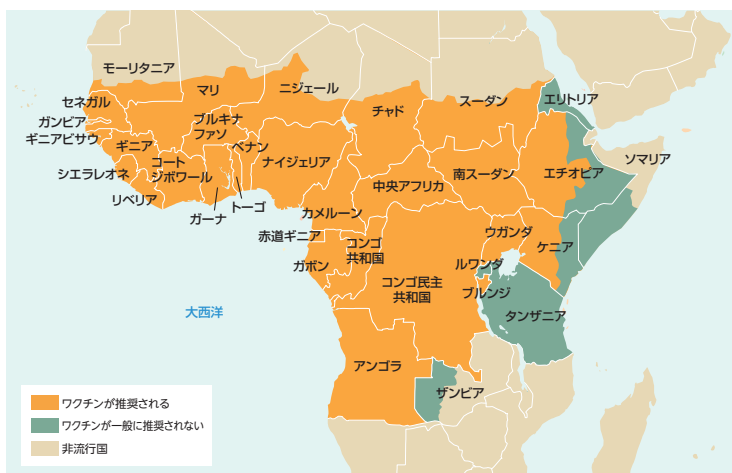 モーリタニア
マリ
ニジェール
セネガル
ガンビア
ギニアビサウ
ギニア
ブルキナ
ファソ
ベナン
ナイジェリア
チャド
スーダン
エリトリア
シエラレオネ
コート
ジボワール
リベリア
ガーナ
トーゴ
カメルーン
中央アフリカ
南スーダン
エチオピア
ソマリア
赤道ギニア
コンゴ
共和国
ガボン
コンゴ民主
共和国
ウガンダ
ケニア
ルワンダ
ブルンジ
タンザニア
大西洋
アンゴラ
ザンビア
ワクチンが推奨される
ワクチンが一般に推奨されない
非流行国